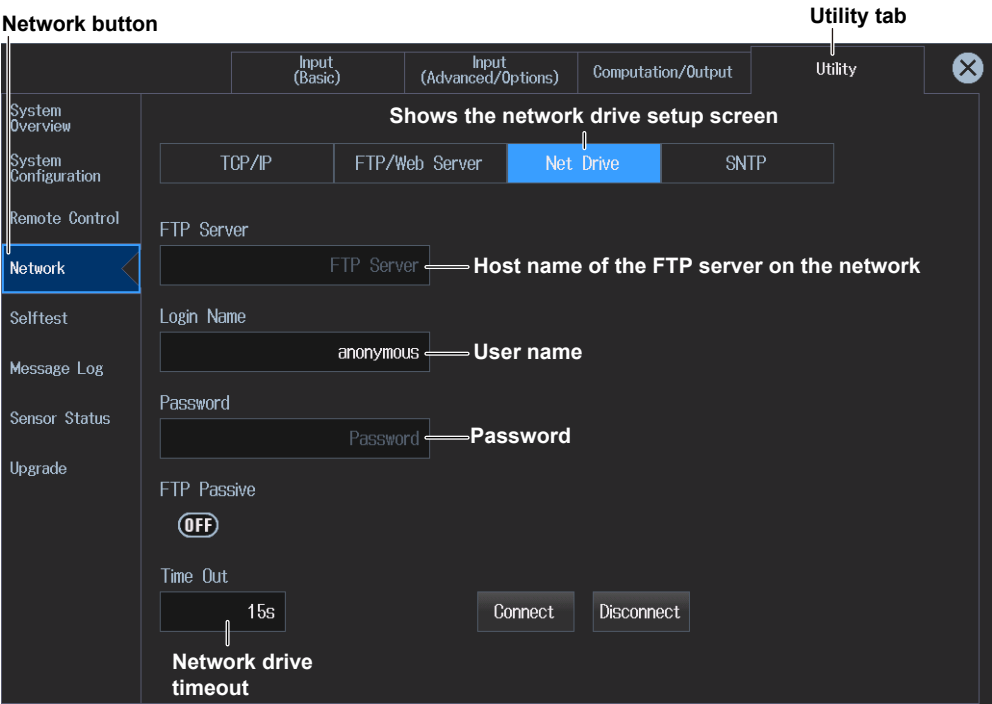 Network button
Utility tab
Input
(Basic)
Input
(Advanced/Options)
Computation/Output
Utility
System
Overview
Shows the network drive setup screen
System
Configuration
TCP/IP
FTP/Web Server
Net Drive
SNTP
Remote Control
FTP Server
Network
FTP Server
Host name of the FTP server on the network
Selftest
Login Name
anonymous
User name
Message Log
Password
Sensor Status
Password
Password
Upgrade
FTP Passive
OFF
Time Out
15s
Connect
Disconnect
Network drive
timeout